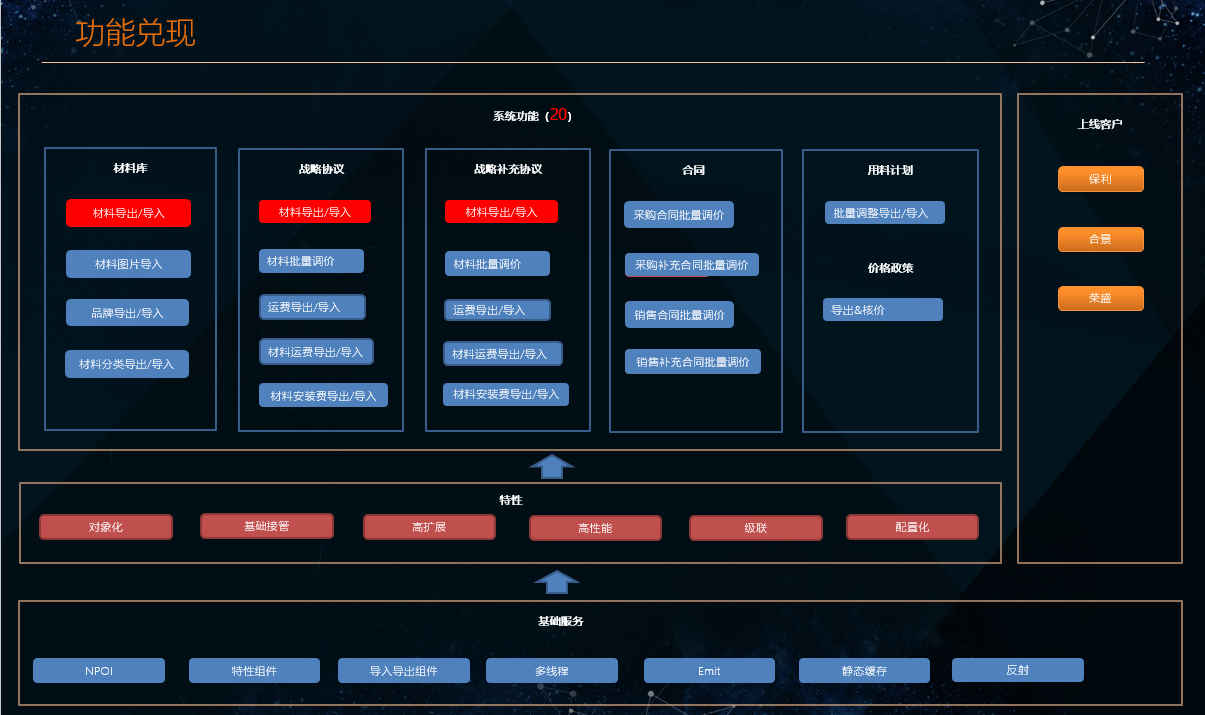 功能兑现
系统功能（20）
材料库
材料导出/导入
材料图片导入
品牌导出/导入
材料分类导出/导入
战略协议
材料导出/导入
材料批量调价
运费导出/导入
材料运费导出/导入
材料安装费导出/导入
战略补充协议
材料导出/导入
材料批量调价
运费导出/导入
材料运费导出/导入
材料安装费导出/导入
合同
采购合同批量调价
采购补充合同批量调价
销售合同批量调价
销售补充合同批量调价
用料计划
批量调整导出/导入
价格政策
导出&核价
上线客户
保利
合景
荣盛
特性
对象化
基础接管
高扩展
高性能
级联
配置化
基础服务
NPOI
特性组件
导入导出组件
多线程
Emit
静态缓存
反射